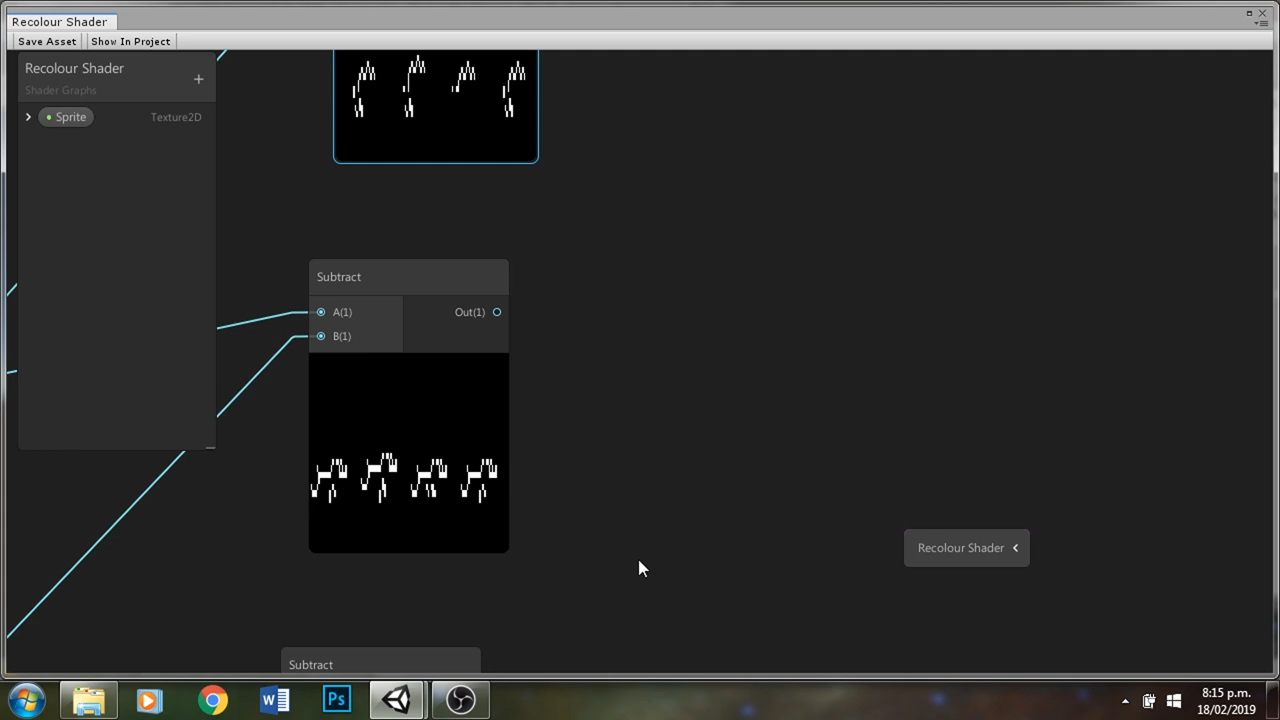 Recolour Shader
Save Asset
Show In Project
Recolour Shader
+
Shader Graphs
Sprite
Texture2D
Subtract
A(1)
Out(1)
B(1)
Recolour Shader
Subtract
W
Ps
8:15 p.m.
18/02/2019